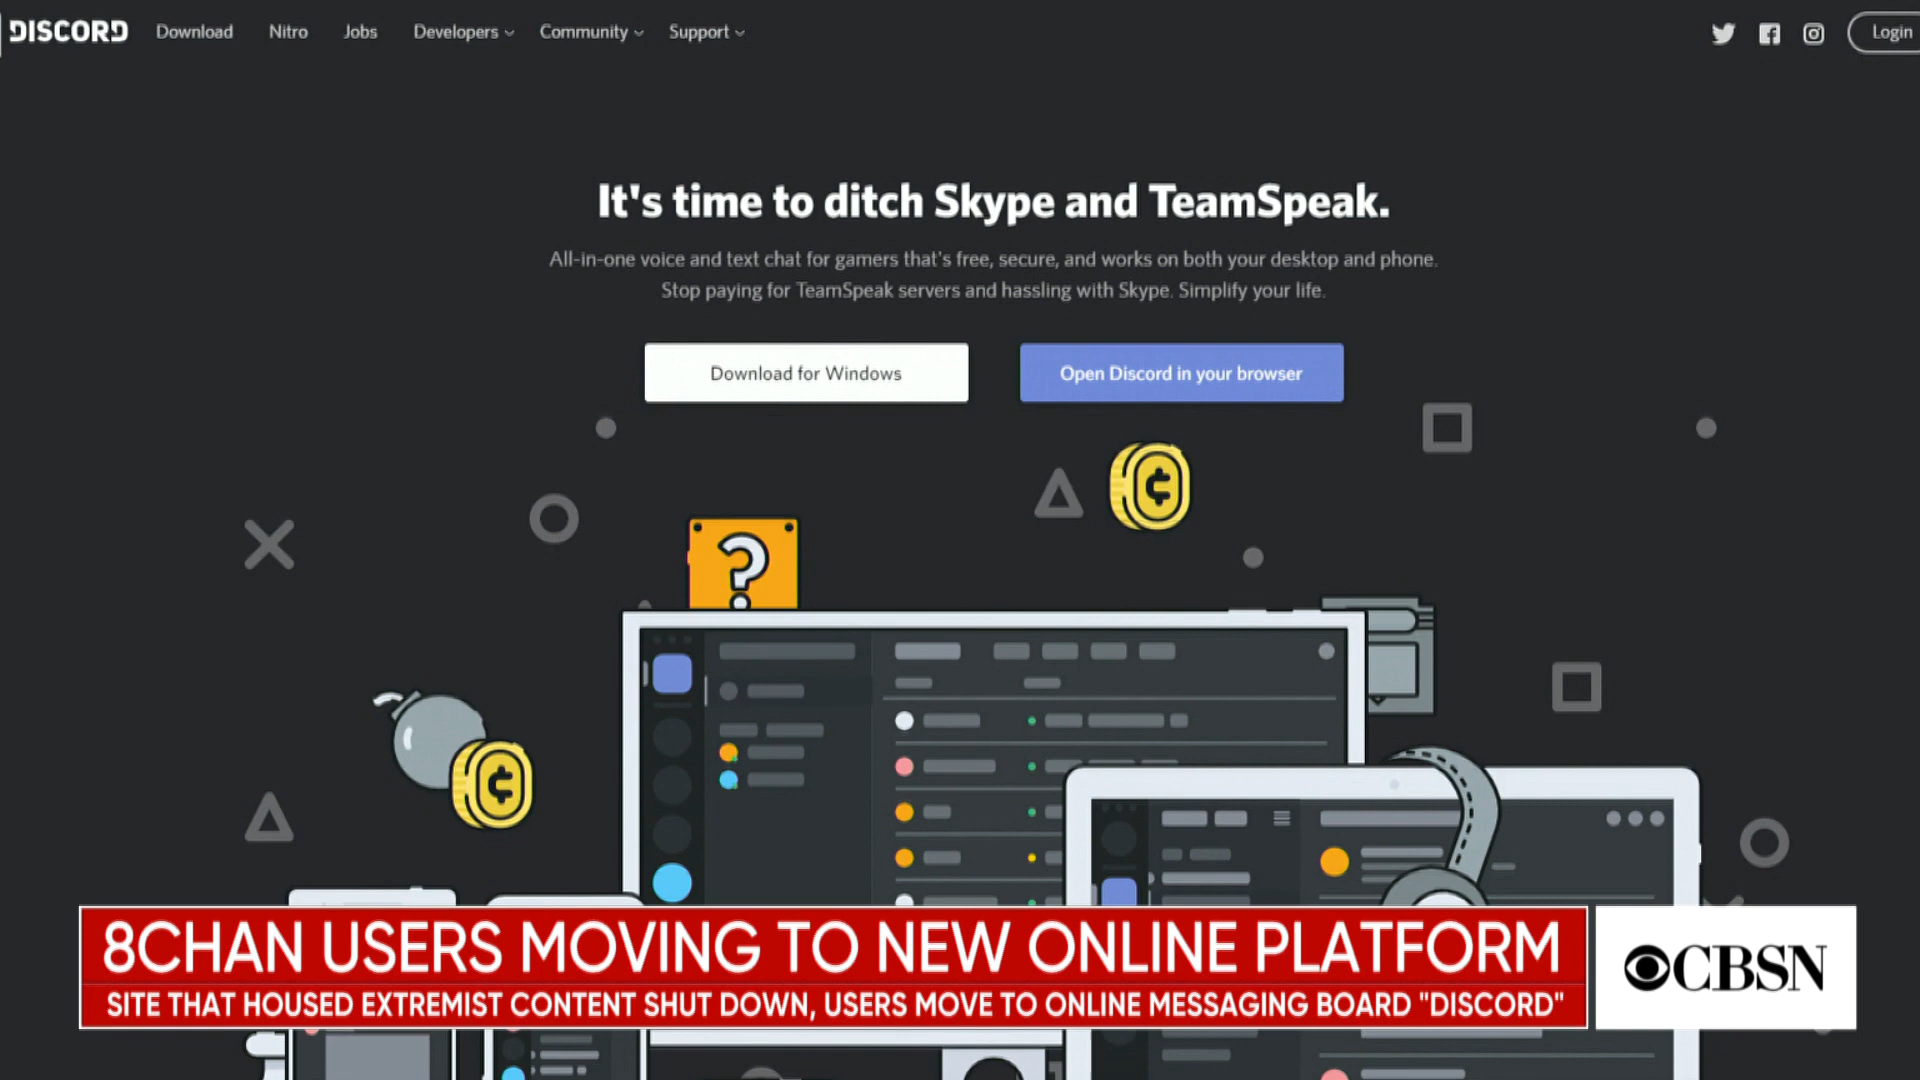 DISCORD Download Nitro Jobs Developers Community Support Login
It's time to ditch Skype and TeamSpeak.
All-in-one voice and text chat for gamers that's free, secure, and works on both your desktop and phone.
Stop paying for TeamSpeak servers and hassling with Skype. Simplify your life.
Download for Windows Open Discord in your browser
8CHAN USERS MOVING TO NEW ONLINE PLATFORM
SITE THAT HOUSED EXTREMIST CONTENT SHUT DOWN, USERS MOVE TO ONLINE MESSAGING BOARD "DISCORD"
CBSN